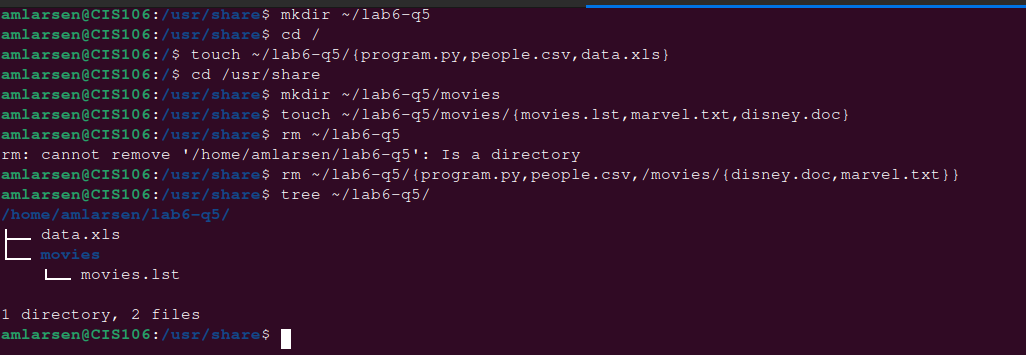 amlarsen@CIS106:/usr/share$ mkdir ~/lab6-q5
amlarsen@CIS106:/usr/share$ cd /
amlarsen@CIS106:/$ touch ~/lab6-q5/{program.py,people.csv,data.xls}
amlarsen@CIS106:/$ cd /usr/share
amlarsen@CIS106:/usr/share$ mkdir ~/lab6-q5/movies
amlarsen@CIS106:/usr/share$ touch ~/lab6-q5/movies/{movies.lst,marvel.txt,disney.doc}
amlarsen@CIS106:/usr/share$ rm ~/lab6-q5
rm: cannot remove '/home/amlarsen/lab6-q5': Is a directory
amlarsen@CIS106:/usr/share$ rm ~/lab6-q5/{program.py,people.csv,/movies/{disney.doc,marvel.txt}}
amlarsen@CIS106:/usr/share$ tree ~/lab6-q5/
/home/amlarsen/lab6-q5/
├── data.xls
└── movies
    └── movies.lst
1 directory, 2 files
amlarsen@CIS106:/usr/share$